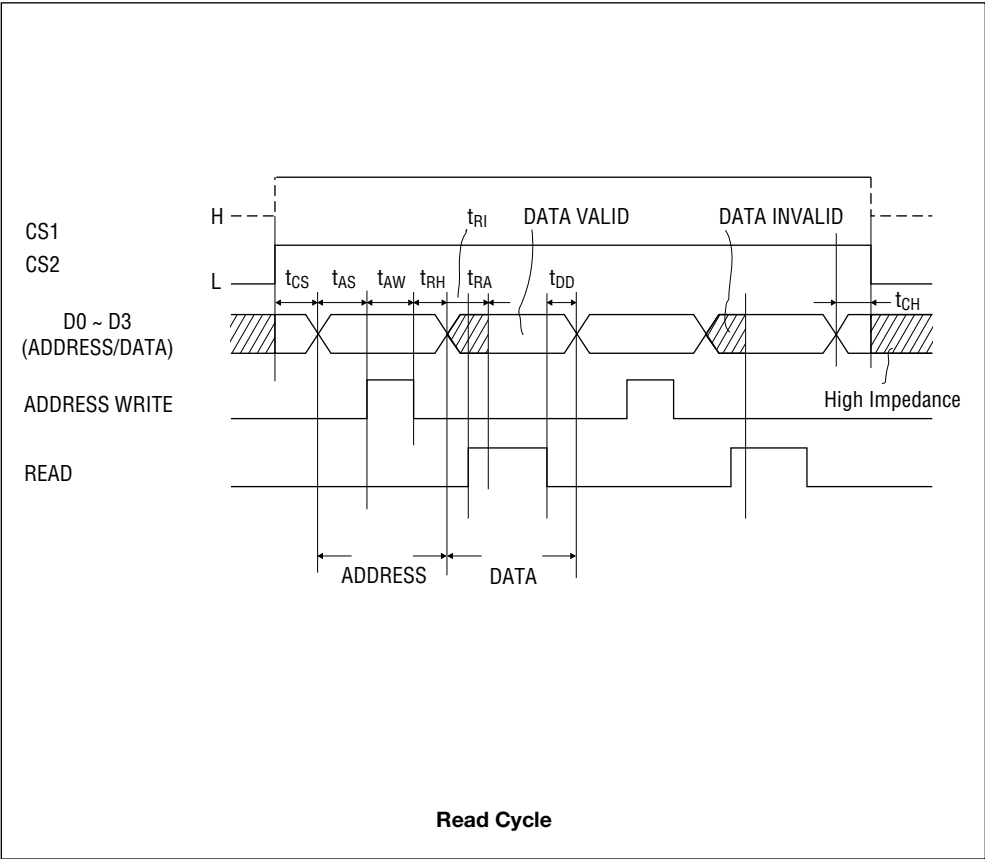 H
tRI
DATA VALID
DATA INVALID
CS1
CS2
L
tCS
tAS
tAW
tRH
tRA
tDD
tCH
D0 ~ D3
(ADDRESS/DATA)
ADDRESS WRITE
High Impedance
READ
ADDRESS
DATA
Read Cycle